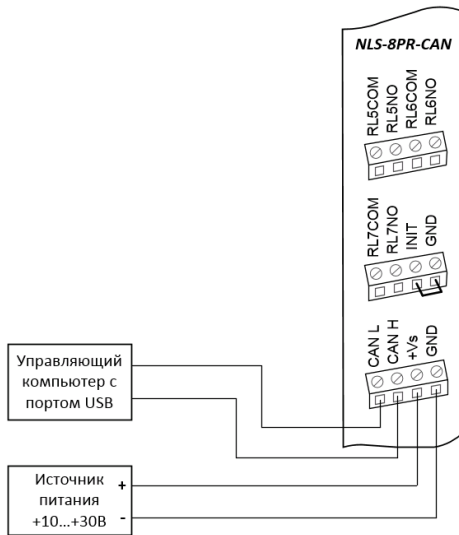 NLS-8PR-CAN
RL5COM
RL5NO
RL6COM
RL6NO
RL7COM
RL7NO
INIT
GND
CAN L
CAN H
+Vs
GND
Управляющий
компьютер с
портом USB
Источник
питания
+10...+30В
+
-